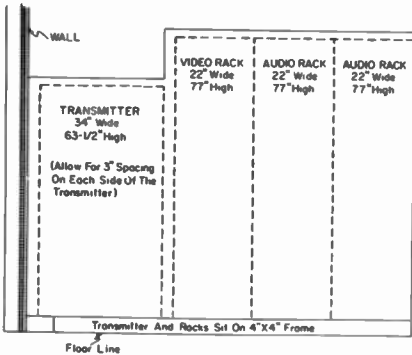 WALL
TRANSMITTER
34" Wide
63-1/2" High
(Allow For 3" Spacing
On Each Side Of The
Transmitter)
VIDEO RACK
22" Wide
77" High
AUDIO RACK
22" Wide
77" High
AUDIO RACK
22" Wide
77" High
Transmitter And Racks Sit On 4"X4" Frame
Floor Line